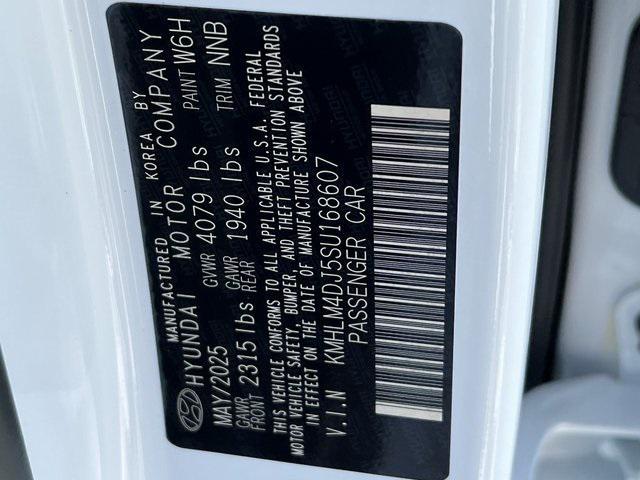 MANUFACTURED IN KOREA BY
HYUNDAI MOTOR COMPANY
MAY/2025 GVWR 4079 lbs PAINT W6H
GAWR FRONT 2315 lbs GAWR REAR 1940 lbs TRIM NNB
THIS VEHICLE CONFORMS TO ALL APPLICABLE U.S.A. FEDERAL
MOTOR VEHICLE SAFETY, BUMPER, AND THEFT PREVENTION STANDARDS
IN EFFECT ON THE DATE OF MANUFACTURE SHOWN ABOVE
V.I.N KMHLM4DJ5SU168607
PASSENGER CAR